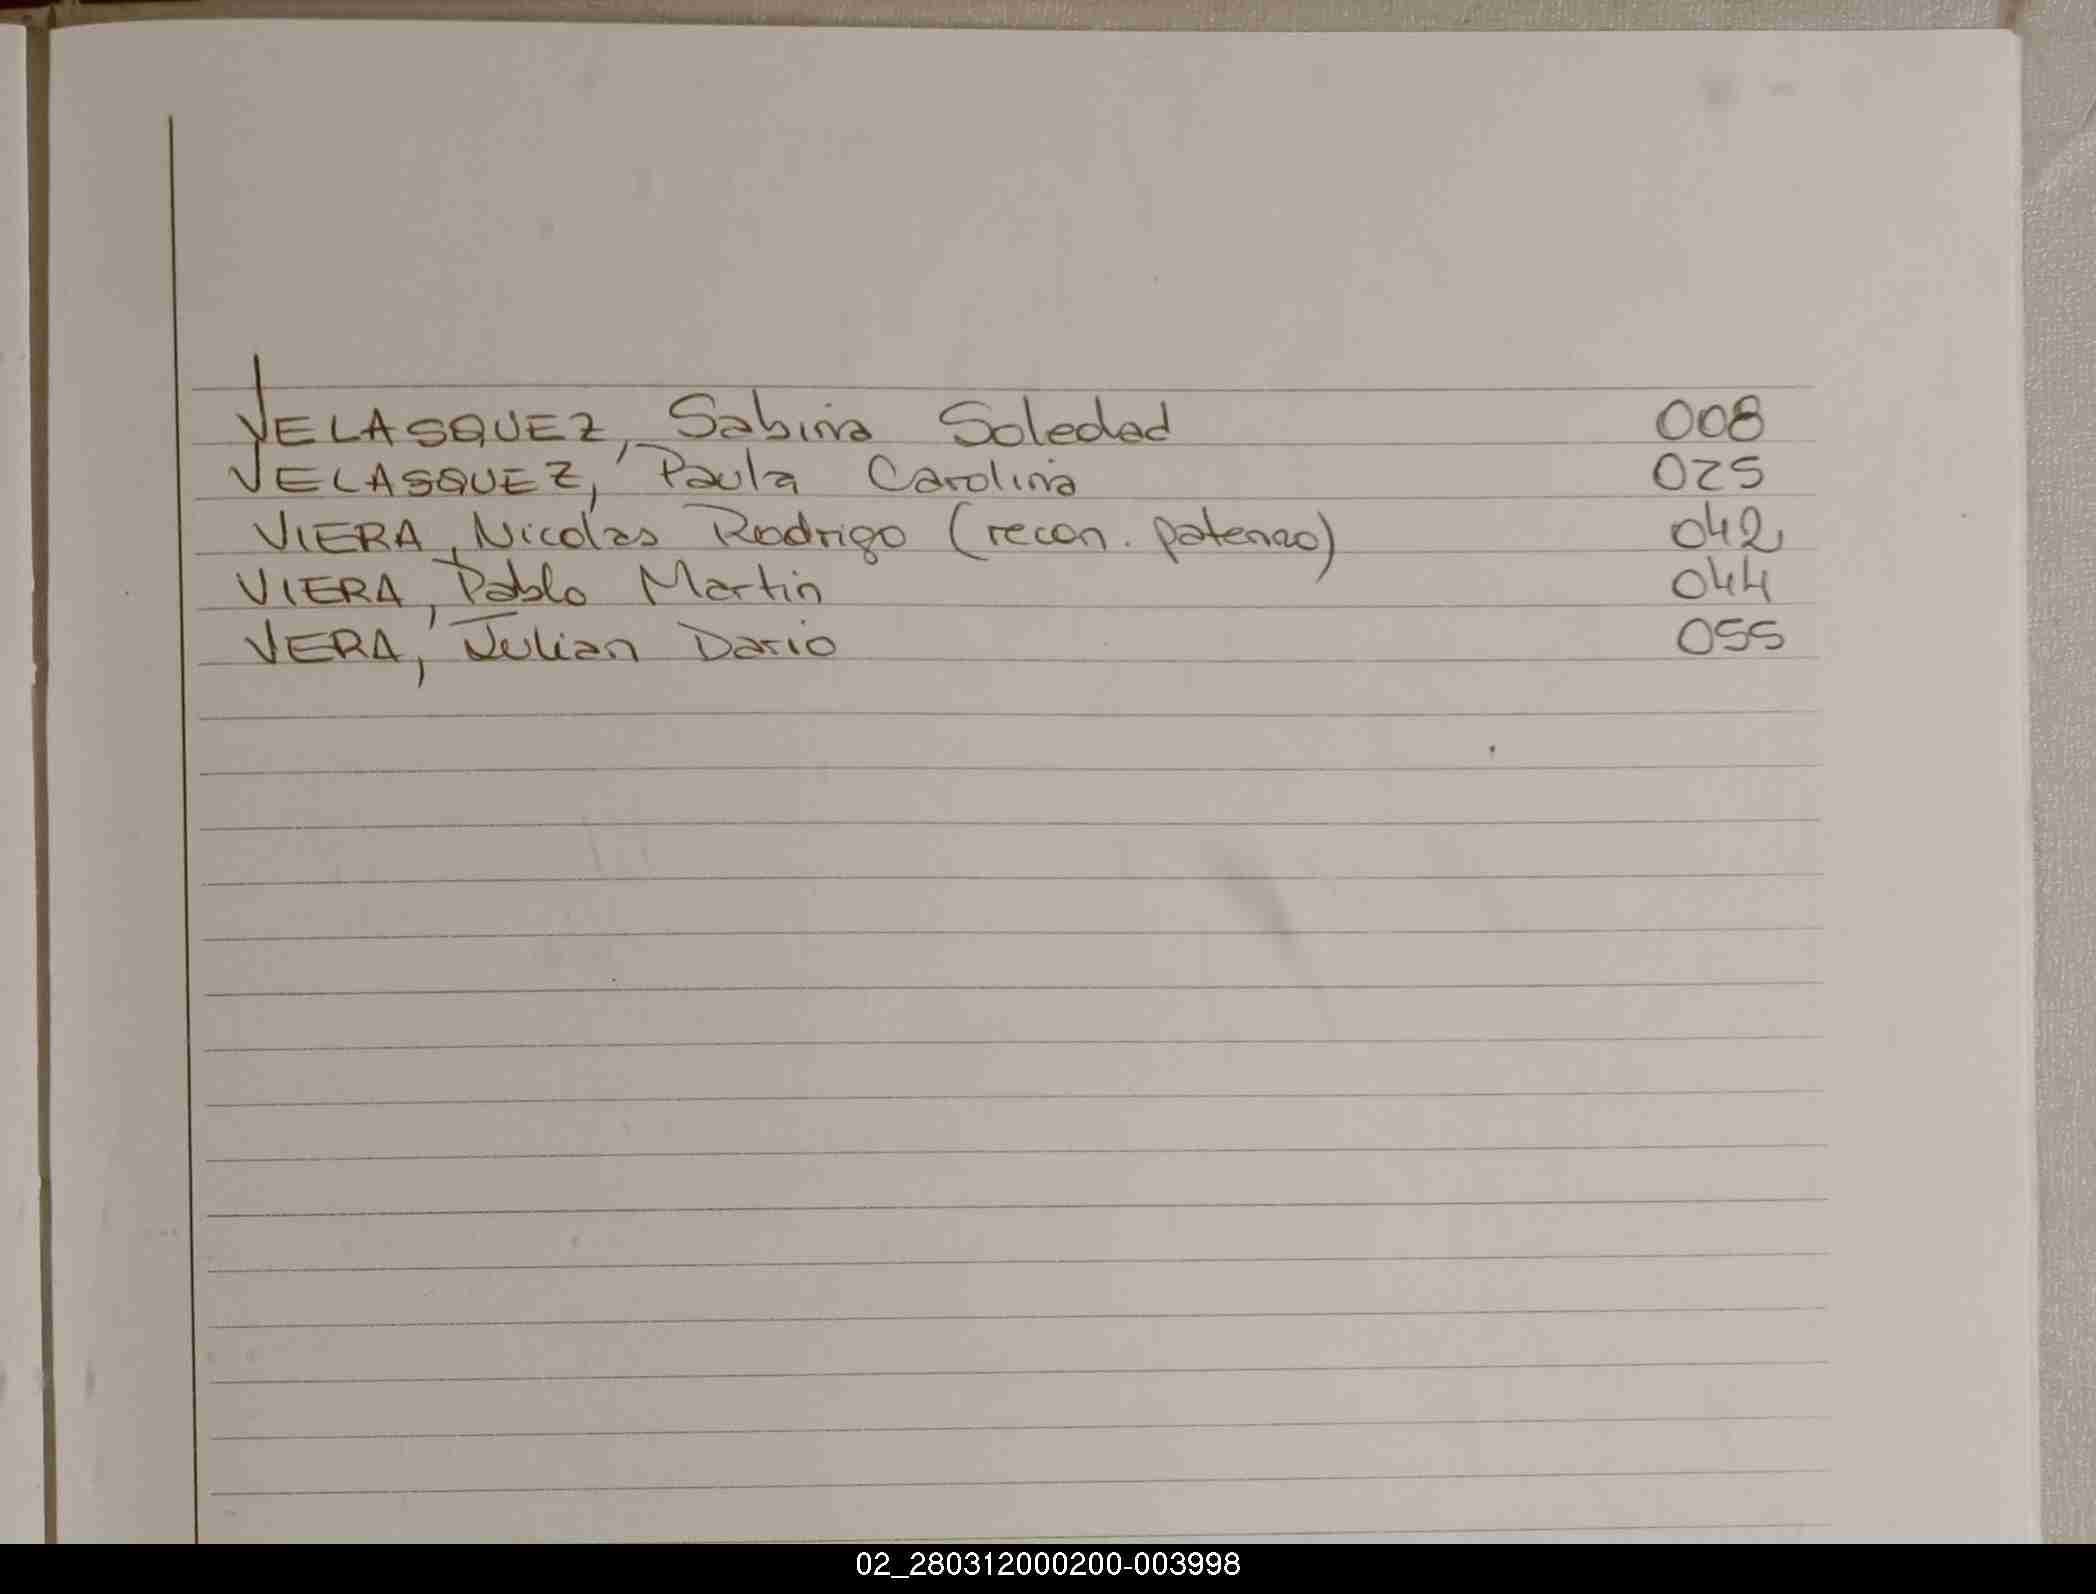 VELASQUEZ, Sabina Soledad 008
VELASQUEZ, Paula Carolina 025
VIERA, Nicolas Rodrigo (recon. paterno) 042
VIERA, Pablo Martin 044
VERA, Julian Dario 055
02_280312000200-003998